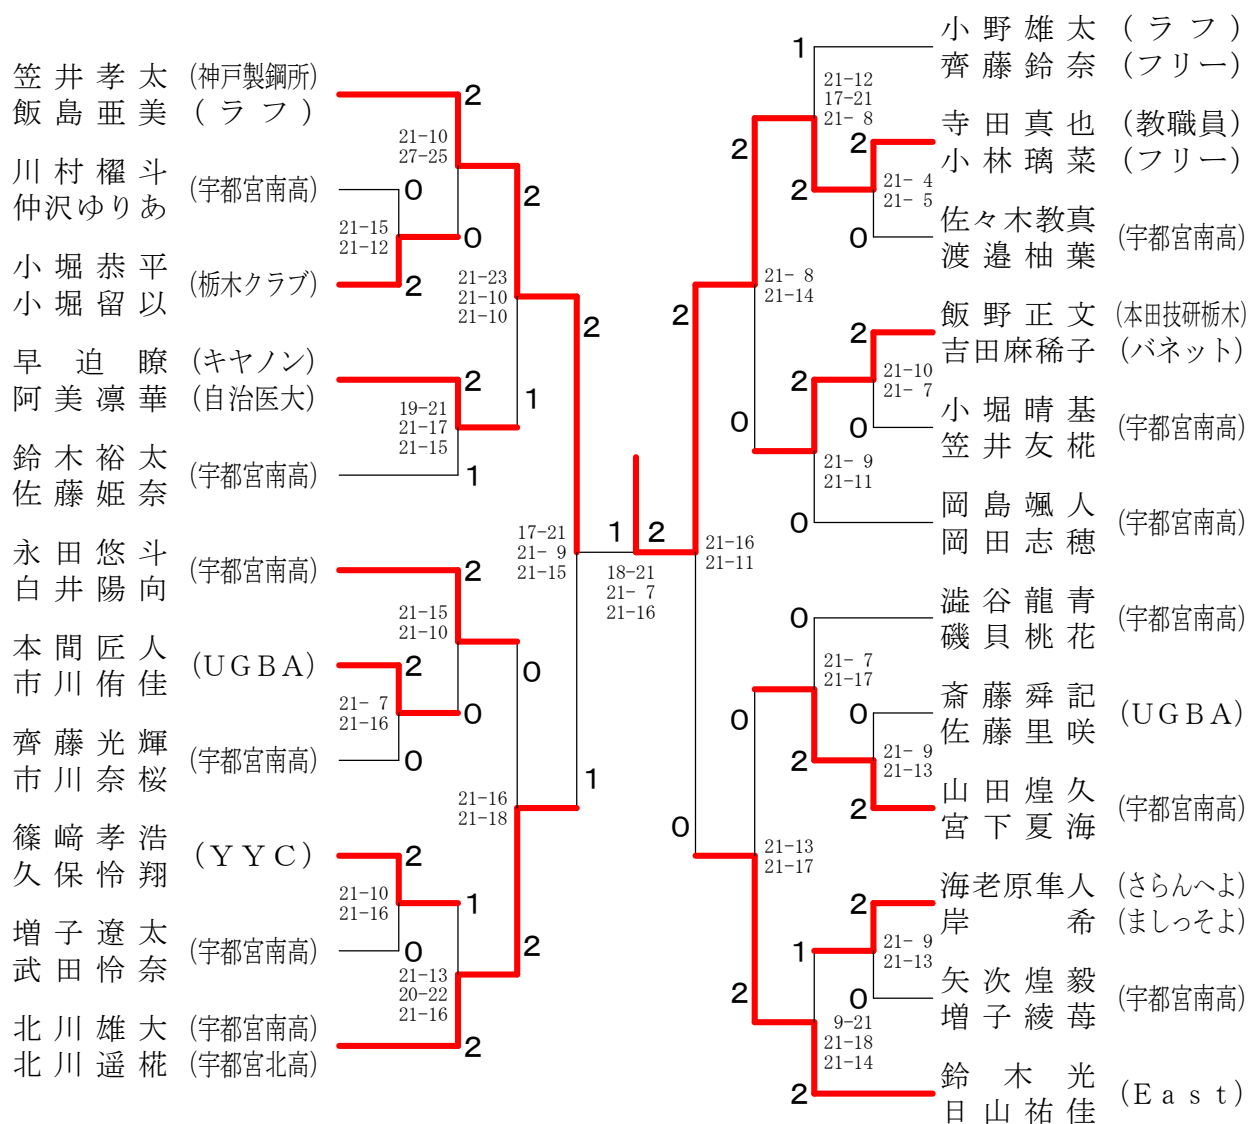 笠井孝太 (神戸製鋼所)
飯島亜美 (ラフ)
2
21-10
27-25
川村櫂斗
仲沢ゆりあ
(宇都宮南高)
0
21-15
21-12
0
小堀恭平
小堀留以
(栃木クラブ)
2
2
21-23
21-10
21-10
早迫瞭 (キヤノン)
阿美凛華 (自治医大)
2
19-21
21-17
21-15
1
鈴木裕太
佐藤姫奈
(宇都宮南高)
1
2
17-21
21- 9
21-15
永田悠斗
白井陽向
(宇都宮南高)
2
21-15
21-10
本間匠人
市川侑佳
(UGBA)
2
21- 7
21-16
0
0
齊藤光輝
市川奈桜
(宇都宮南高)
0
21-16
21-18
1
篠﨑孝浩
久保怜翔
(YYC)
2
21-10
21-16
1
増子遼太
武田怜奈
(宇都宮南高)
0
21-13
20-22
21-16
2
北川雄大 (宇都宮南高)
北川遥椛 (宇都宮北高)
2
1 2
18-21
21- 7
21-16
小野雄太 (ラフ)
齊藤鈴奈 (フリー)
1
21-12
17-21
21- 8
寺田真也 (教職員)
小林璃菜 (フリー)
2
2
2
21- 4
21- 5
佐々木教真
渡邉柚葉
(宇都宮南高)
0
21- 8
21-14
2
飯野正文 (本田技研栃木)
吉田麻稀子 (バネット)
2
2
21-10
21- 7
小堀晴基
笠井友椛
(宇都宮南高)
0
0
21- 9
21-11
岡島颯人
岡田志穂
(宇都宮南高)
0
21-16
21-11
澁谷龍青
磯貝桃花
(宇都宮南高)
0
21- 7
21-17
斎藤舜記
佐藤里咲
(UGBA)
0
0
2
21- 9
21-13
山田煌久
宮下夏海
(宇都宮南高)
2
0
21-13
21-17
海老原隼人 (さらんへよ)
岸希 (ましっそよ)
2
1
21- 9
21-13
矢次煌毅
増子綾苺
(宇都宮南高)
0
2
9-21
21-18
21-14
鈴木光
日山祐佳
(East)
2